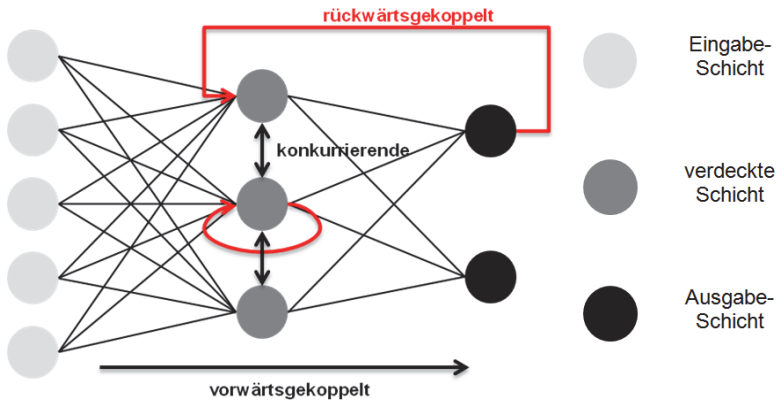 rückwärtsgekoppelt
Eingabe-
Schicht
konkurrierende
verdeckte
Schicht
Ausgabe-
Schicht
vorwärtsgekoppelt